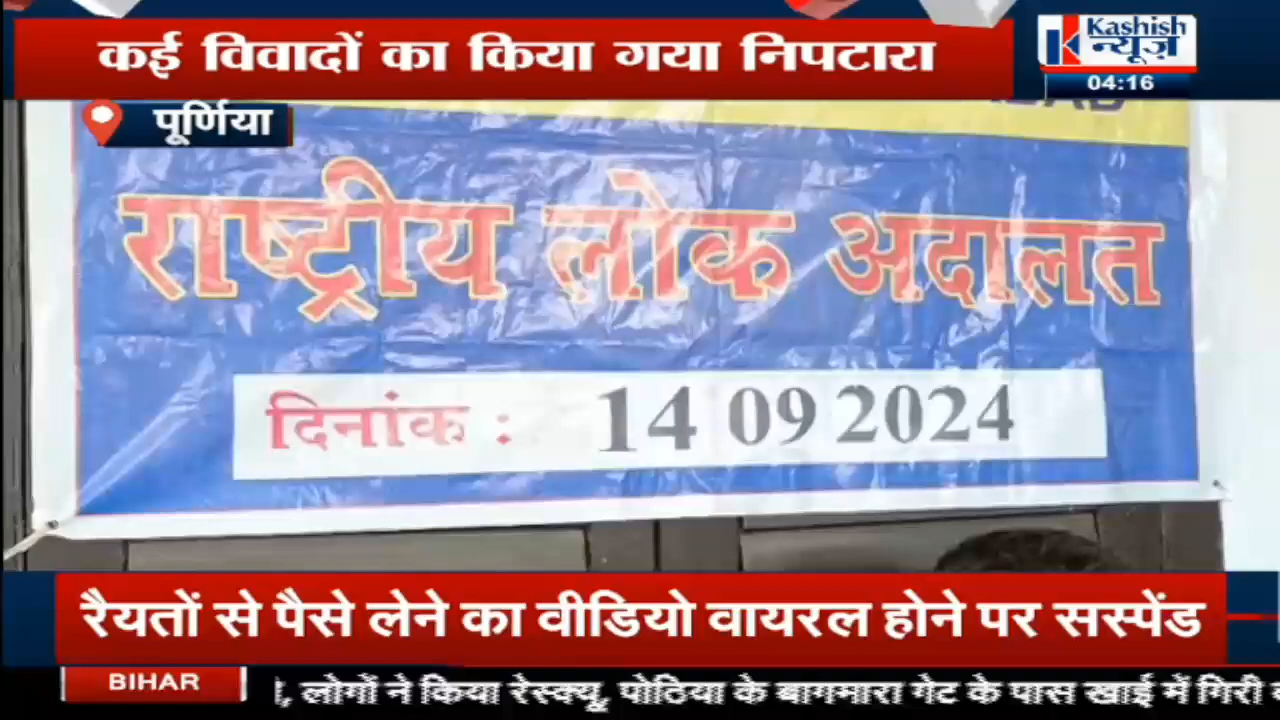 कई विवादों का किया गया निपटारा
Kashish
न्यूज़
04:16
पूर्णिया
राष्ट्रीय लोक अदालत
दिनांक : 14 09 2024
रैयतों से पैसे लेने का वीडियो वायरल होने पर सस्पेंड
BIHAR
, लोगों ने किया रेस्क्यू, पोठिया के बागमारा गेट के पास खाई में गिरी